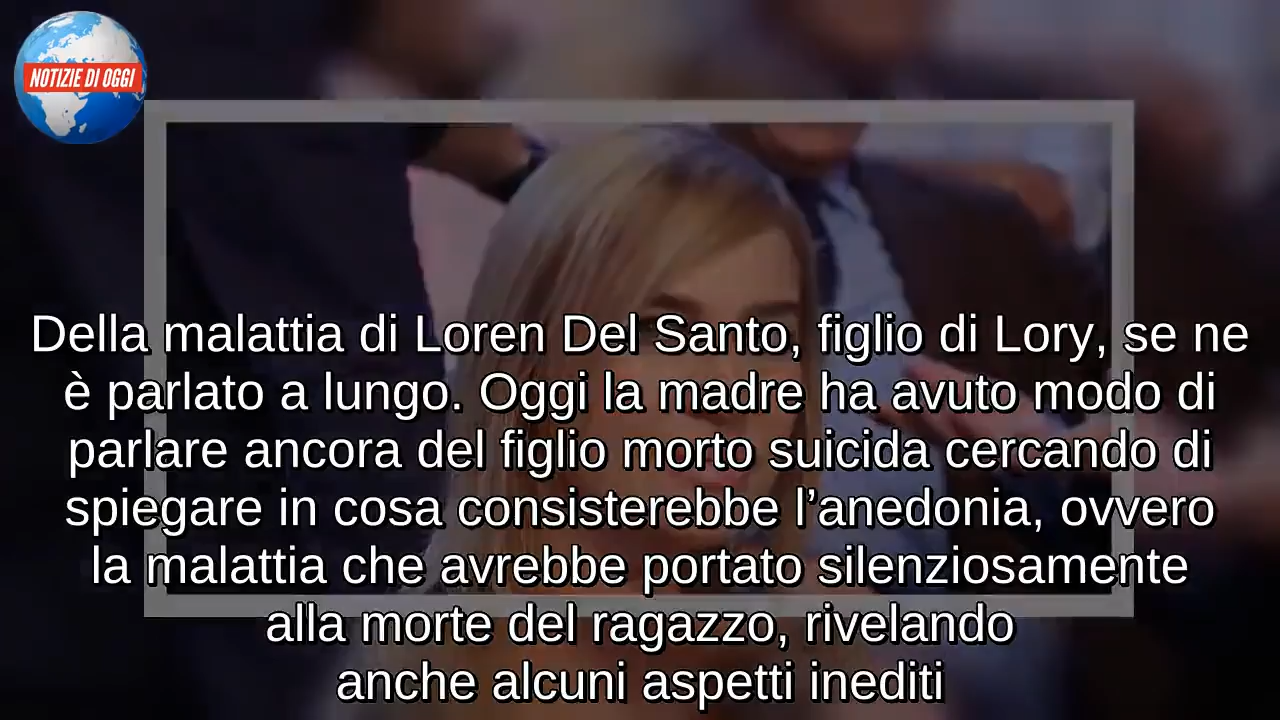 NOTIZIE DI OGGI
Della malattia di Loren Del Santo, figlio di Lory, se ne
è parlato a lungo. Oggi la madre ha avuto modo di
parlare ancora del figlio morto suicida cercando di
spiegare in cosa consisterebbe l’anedonia, ovvero
la malattia che avrebbe portato silenziosamente
alla morte del ragazzo, rivelando
anche alcuni aspetti inediti